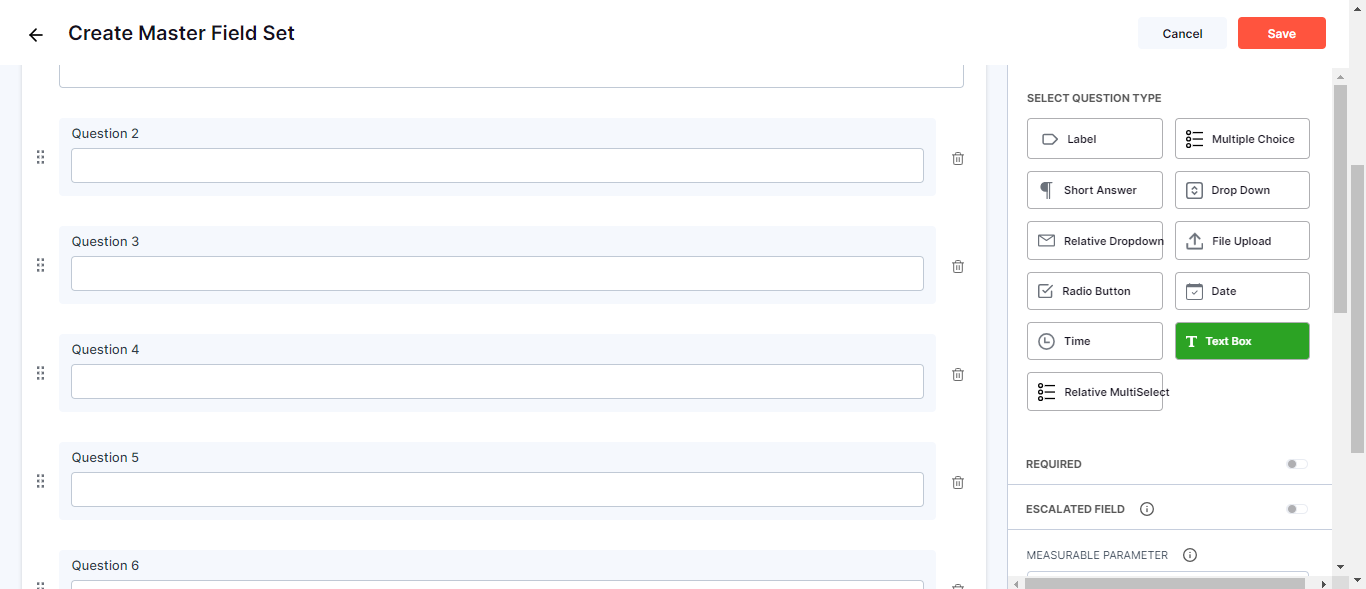 Create Master Field Set
Cancel
Save
Question 2
Question 3
Question 4
Question 5
Question 6
SELECT QUESTION TYPE
Label
Multiple Choice
Short Answer
Drop Down
Relative Dropdown
File Upload
Radio Button
Date
Time
Text Box
Relative MultiSelect
REQUIRED
ESCALATED FIELD
MEASURABLE PARAMETER